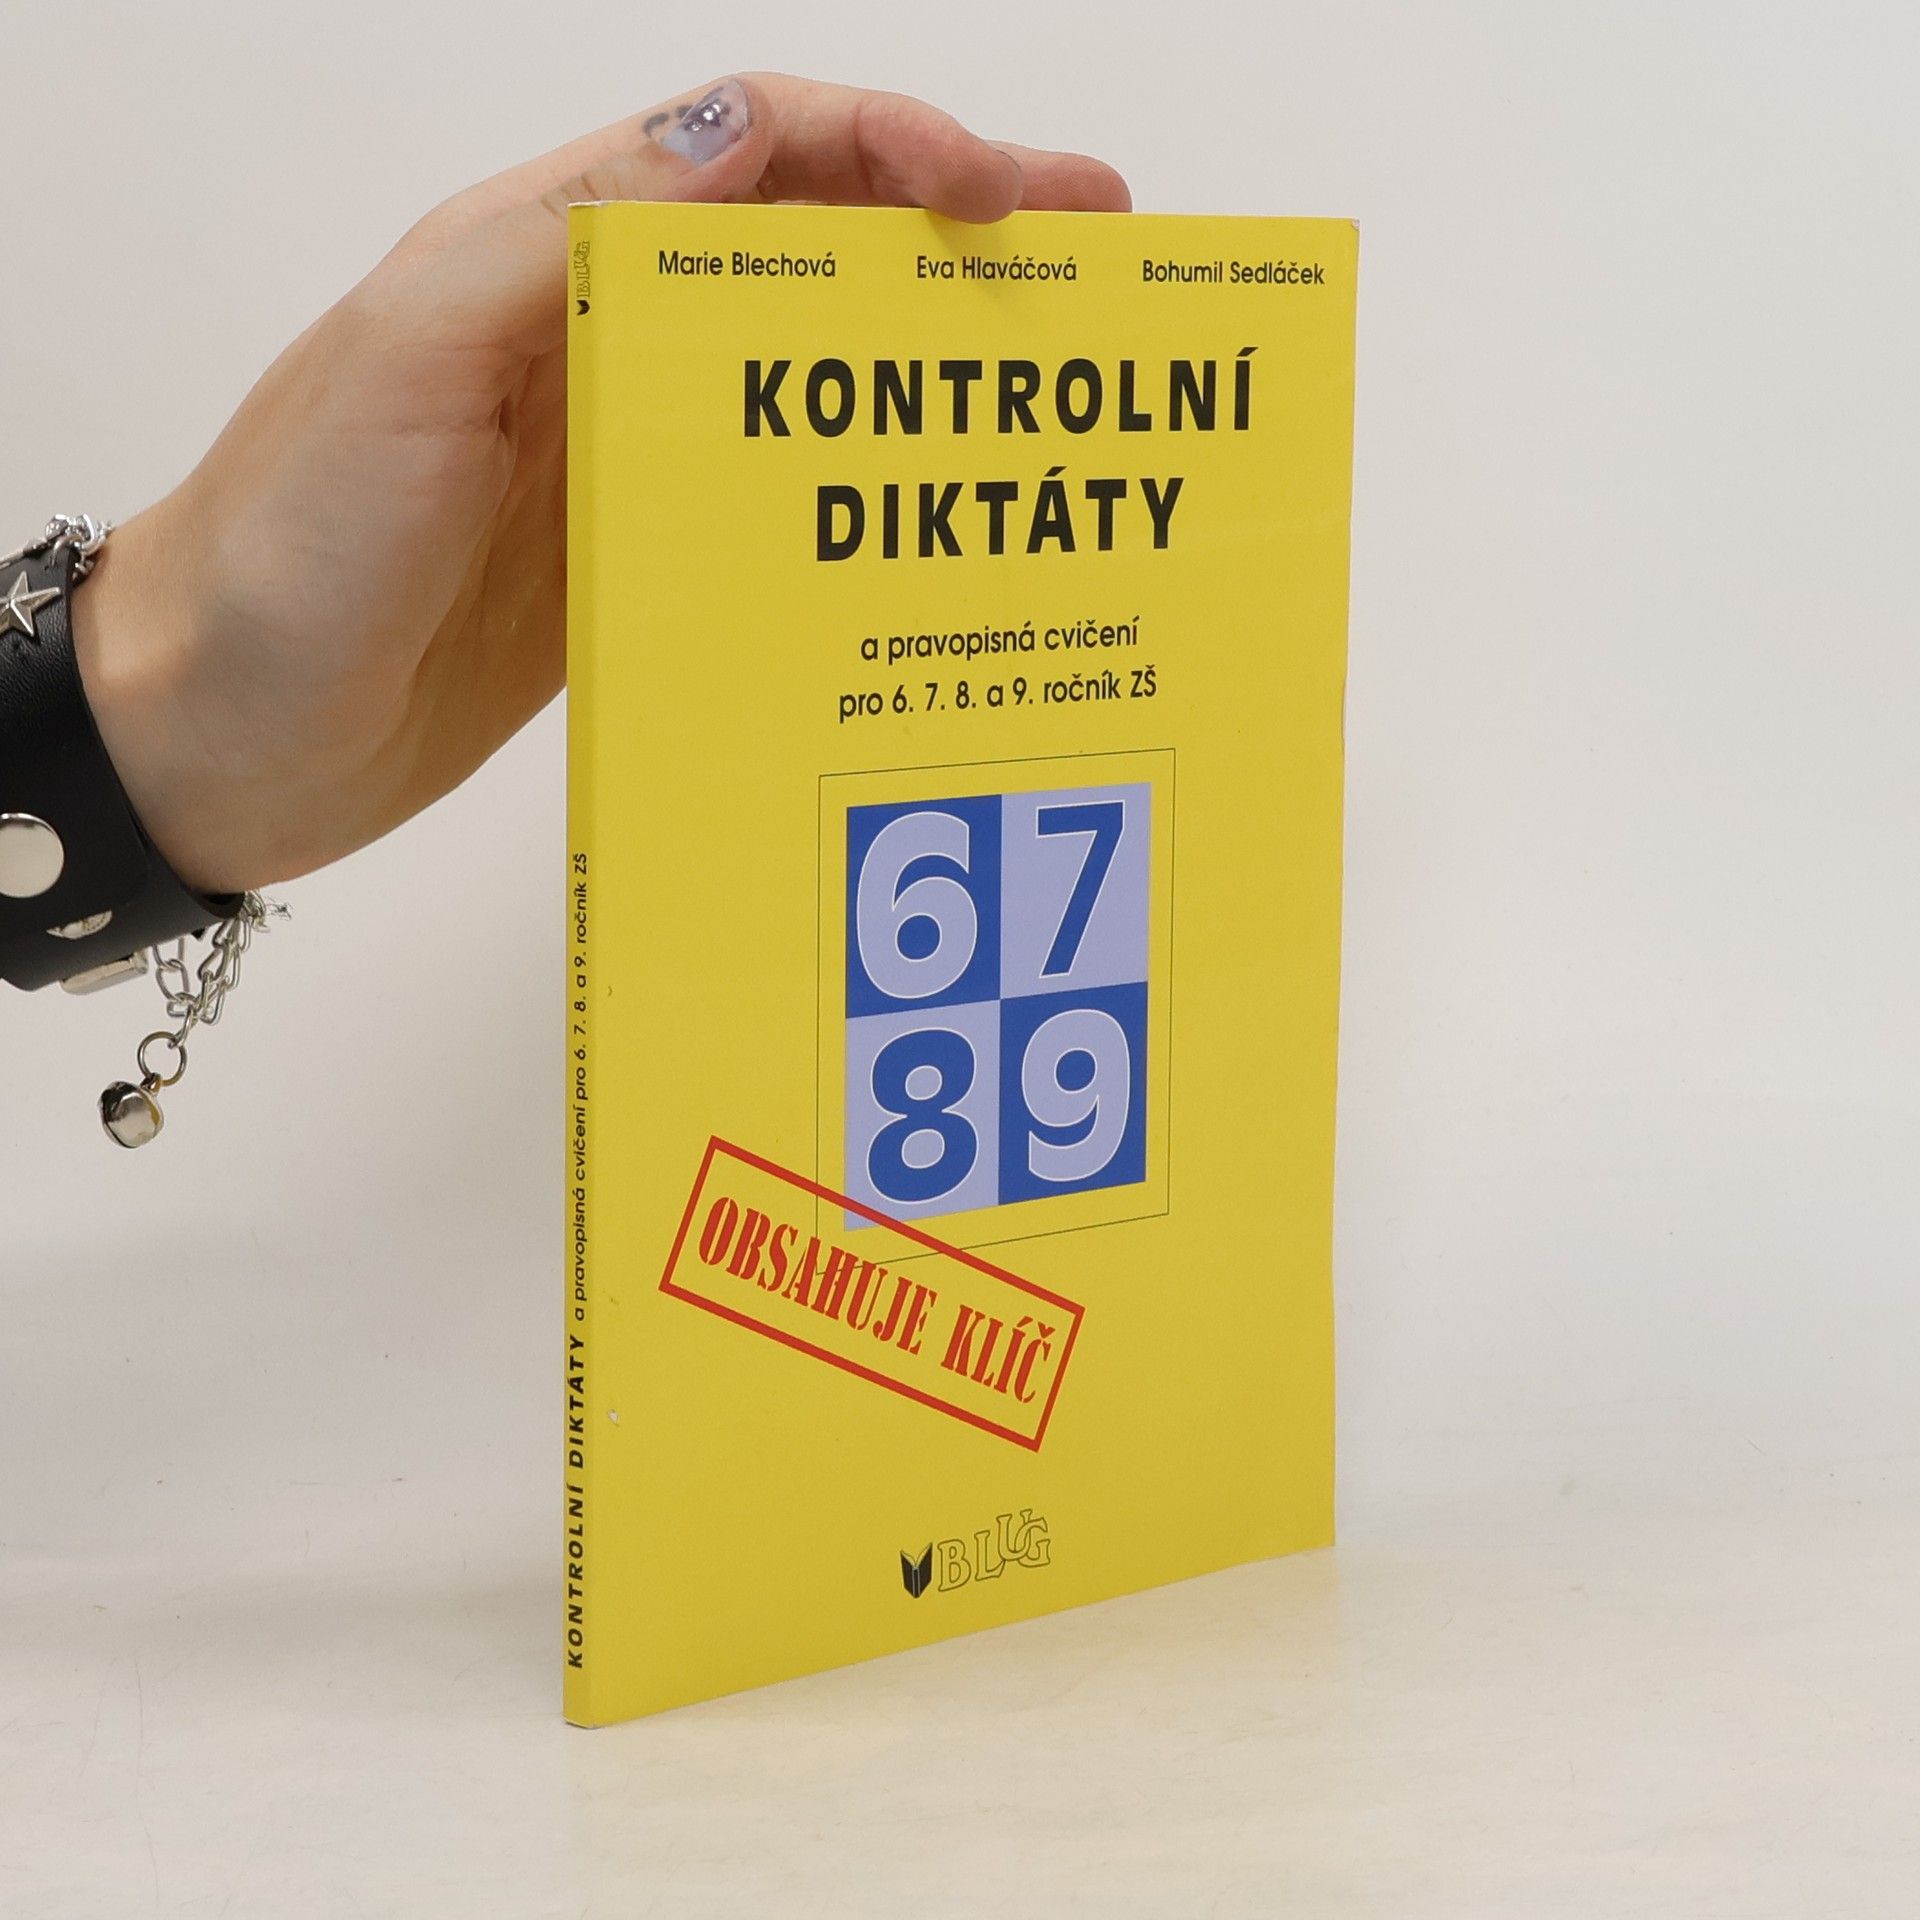 Marie Blechová Eva Hlaváčová Bohumil Sedláček
KONTROLNÍ
DIKTÁTY
a pravopisná cvičení
pro 6. 7. 8. a 9. ročník ZŠ
6 7
8 9
OBSAHUJE KLÍČ
BLUG
KONTROLNÍ DIKTÁTY a pravopisná cvičení pro 6. 7. 8. a 9. ročník ZŠ
BLUG